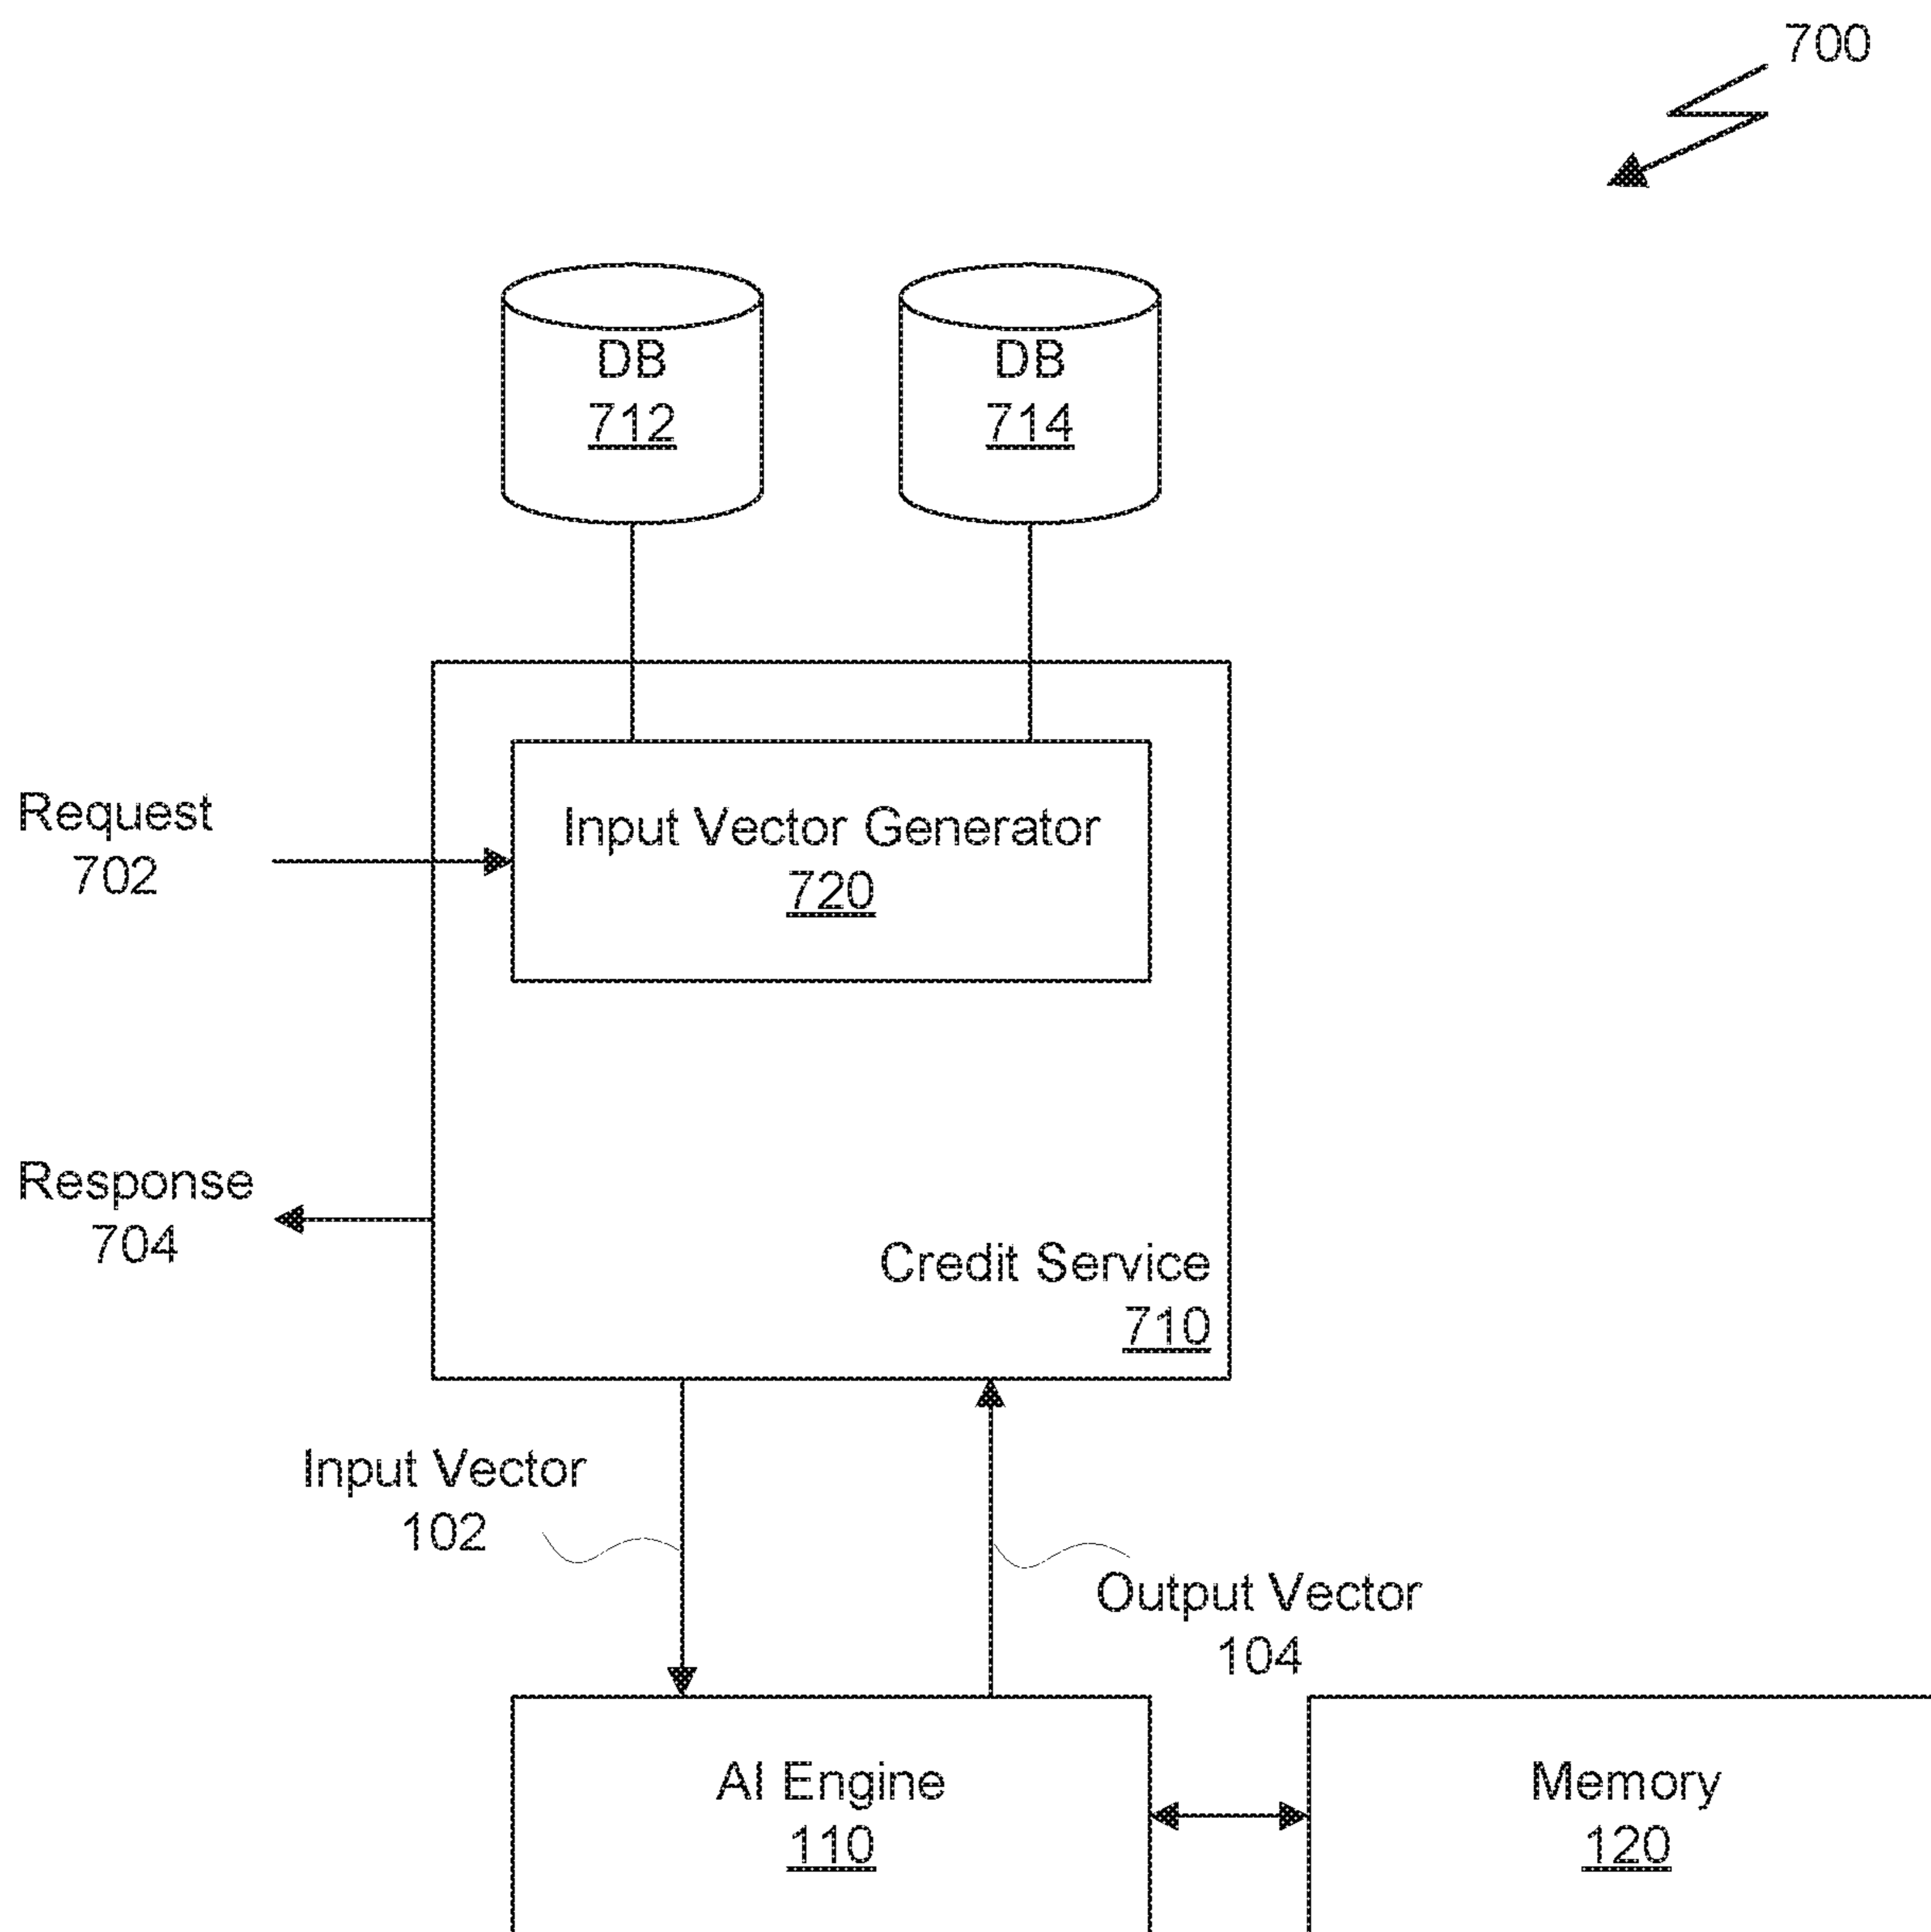 700
DB
712
DB
714
Request
702
Input Vector Generator
720
Response
704
Credit Service
710
Input Vector
102
Output Vector
104
AI Engine
110
Memory
120